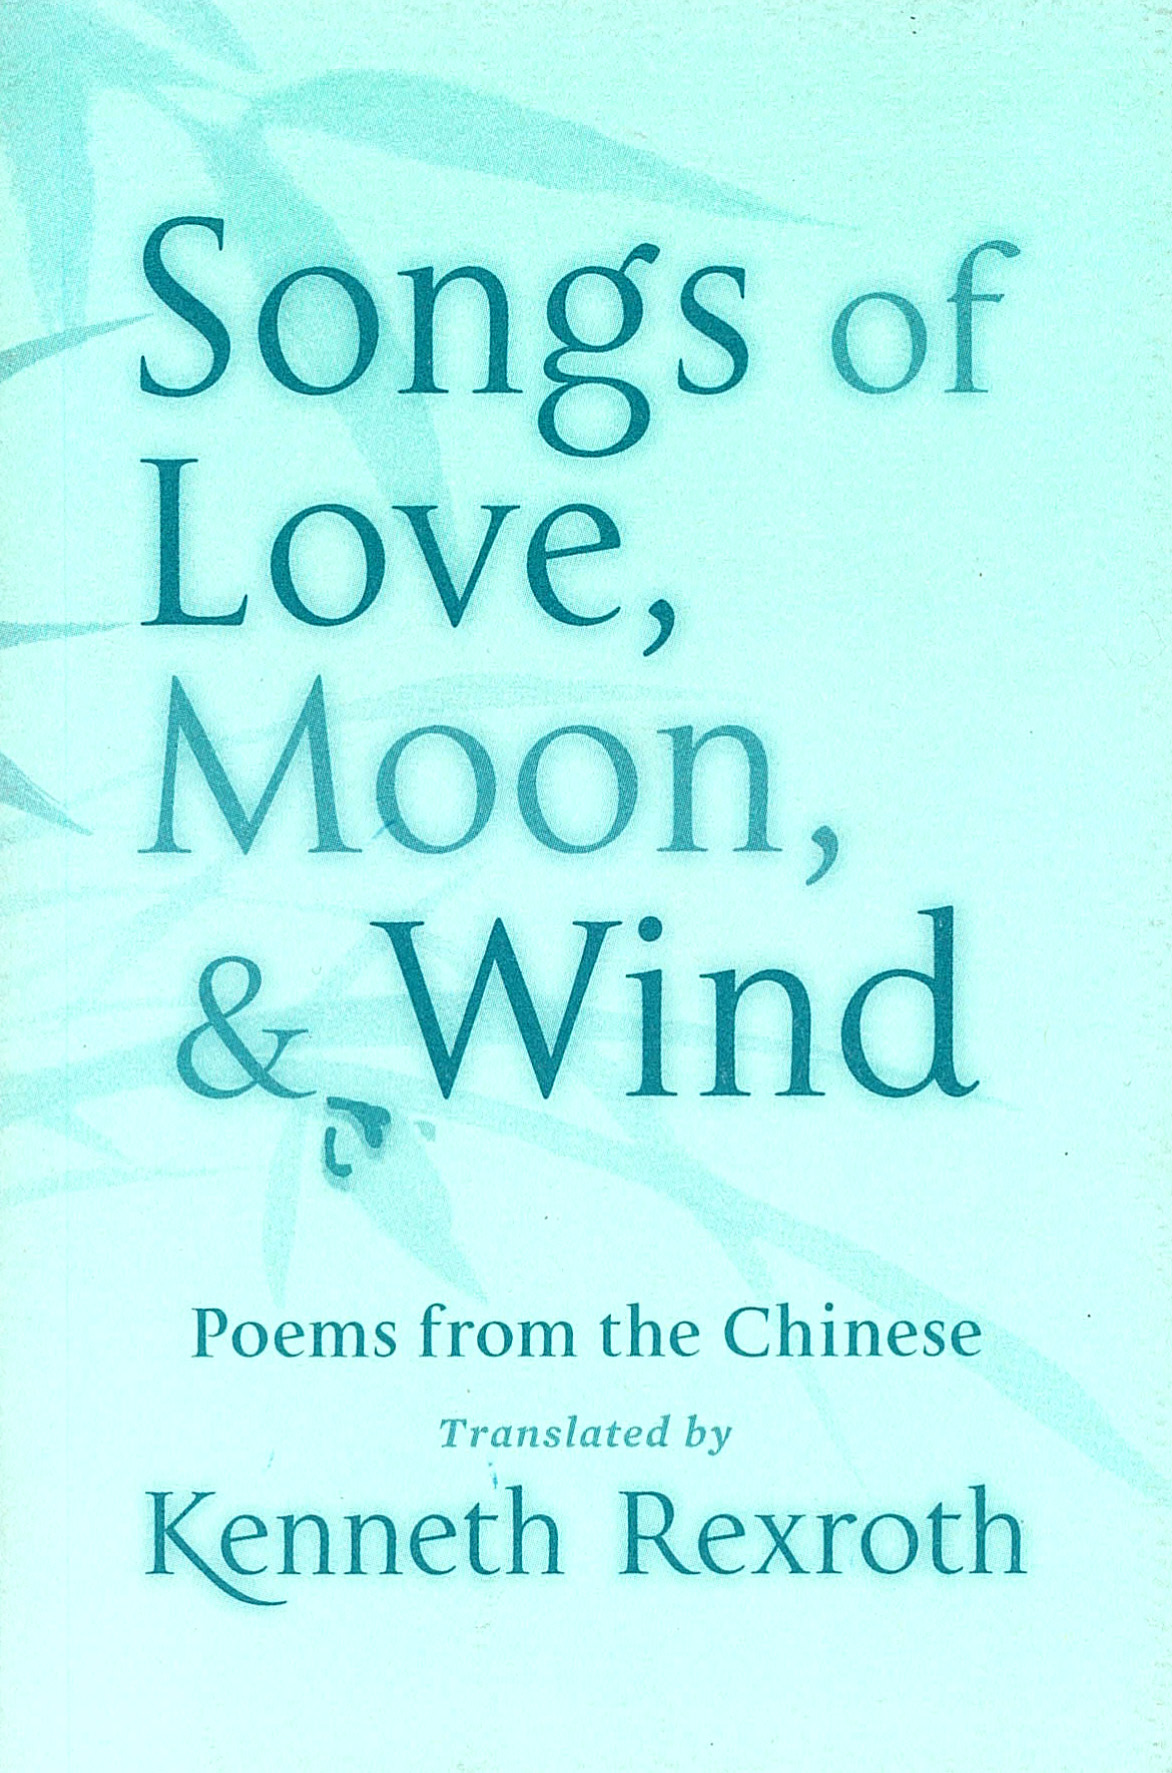 Songs of
Love,
Moon,
& Wind
Poems from the Chinese
Translated by
Kenneth Rexroth